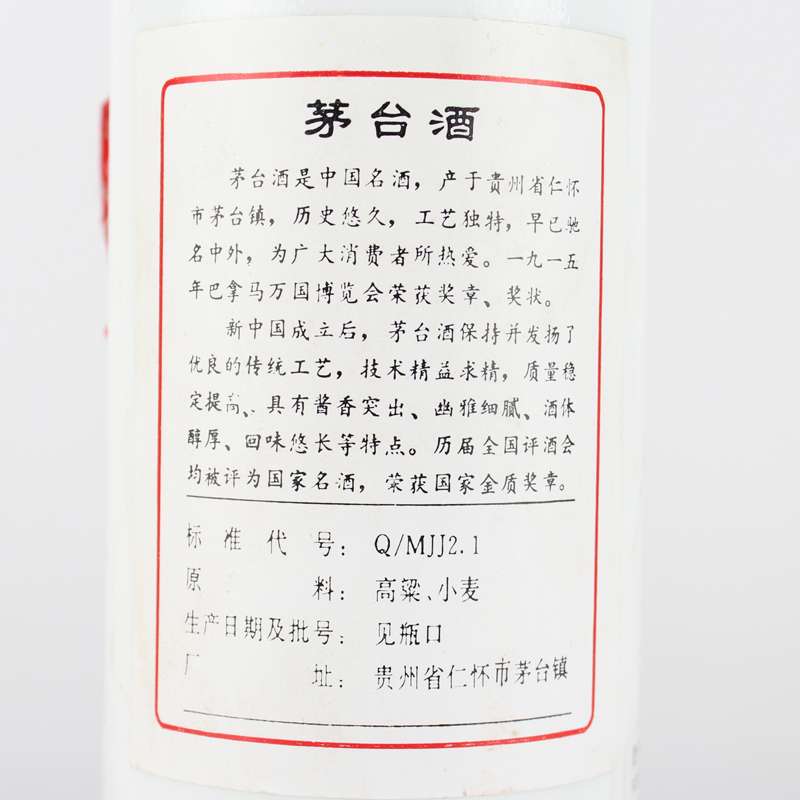 茅台酒
茅台酒是中国名酒，产于贵州省仁怀
市茅台镇，历史悠久，工艺独特，早已驰
名中外，为广大消费者所热爱。一九一五
年巴拿马万国博览会荣获奖章、奖状。
新中国成立后，茅台酒保持并发扬了
优良的传统工艺，技术精益求精，质量稳
定提高、具有酱香突出、幽雅细腻、酒体
醇厚、回味悠长等特点。历届全国评酒会
均被评为国家名酒，荣获国家金质奖章。
标准代号：Q/MJJ2.1
原料：高粱、小麦
生产日期及批号：见瓶口
厂址：贵州省仁怀市茅台镇